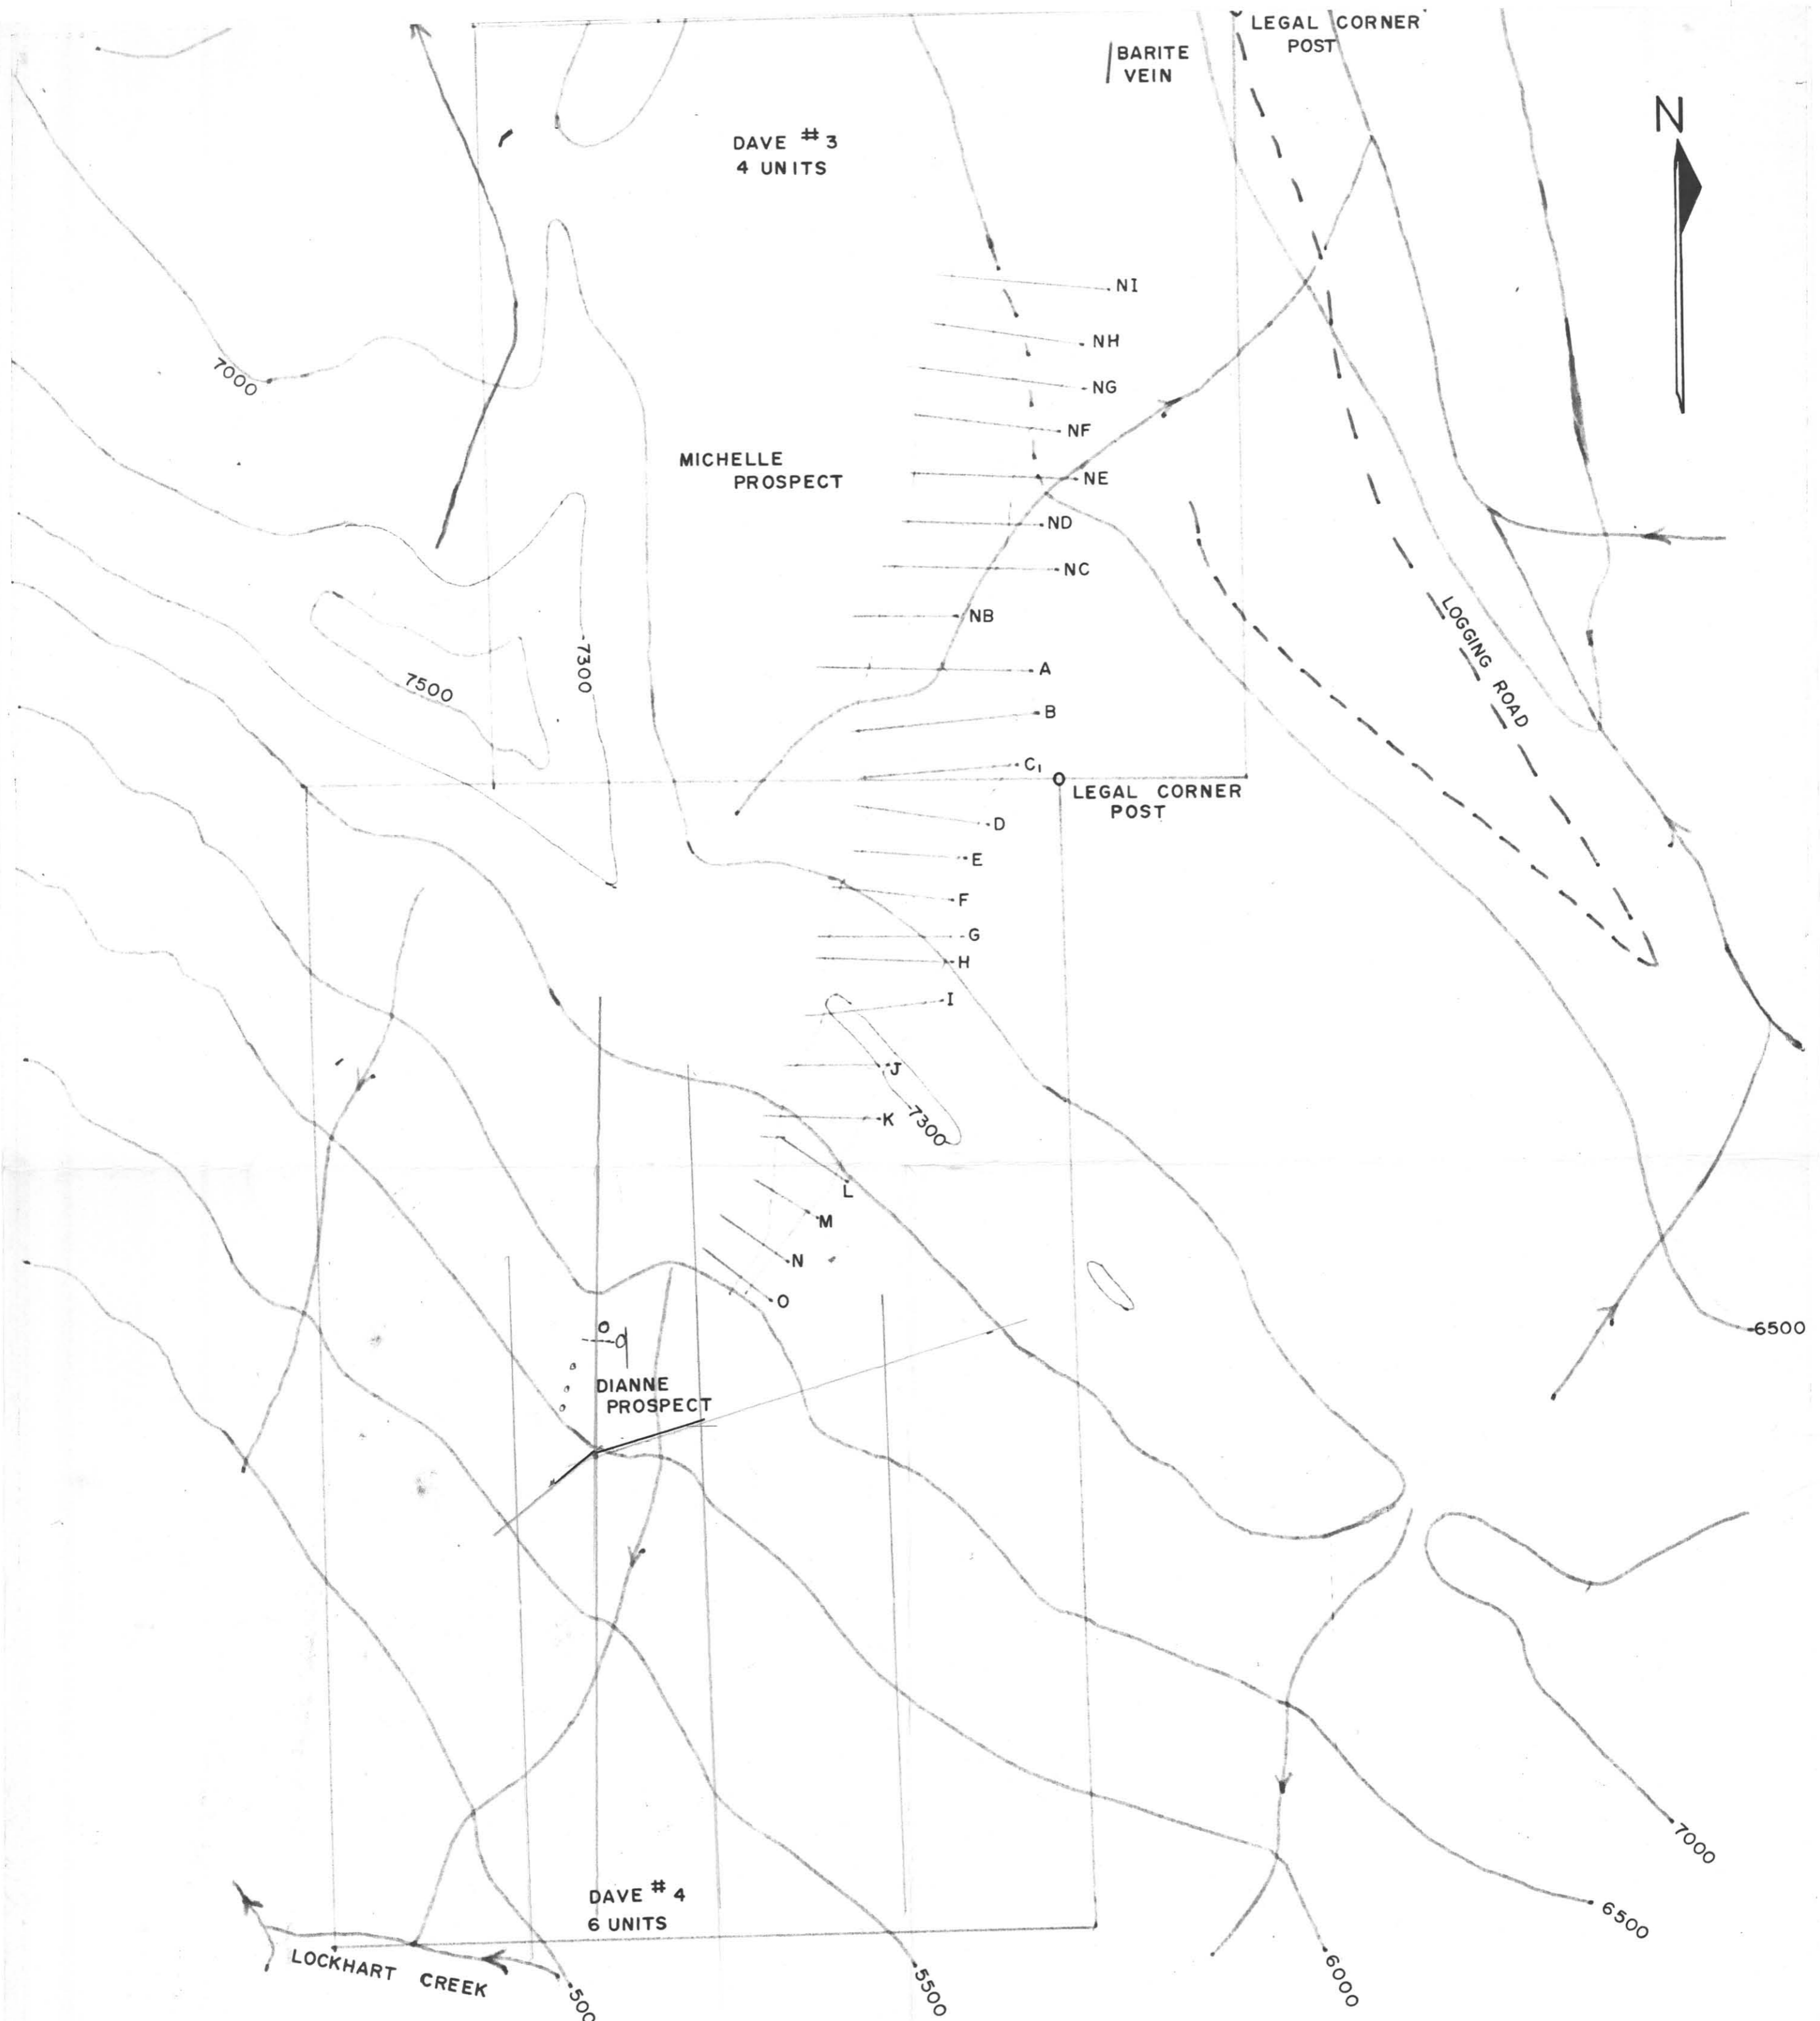 LEGAL CORNER
POST
BARITE
VEIN
N
DAVE #3
4 UNITS
NI
NH
7000
NG
NF
MICHELLE
PROSPECT
NE
ND
NC
NB
LOGGING ROAD
A
7300
7500
B
C1
LEGAL CORNER
POST
D
E
F
G
H
I
J
K
7300
L
M
N
O
6500
DIANNE
PROSPECT
7000
DAVE #4
6 UNITS
6500
LOCKHART CREEK
5500
6000